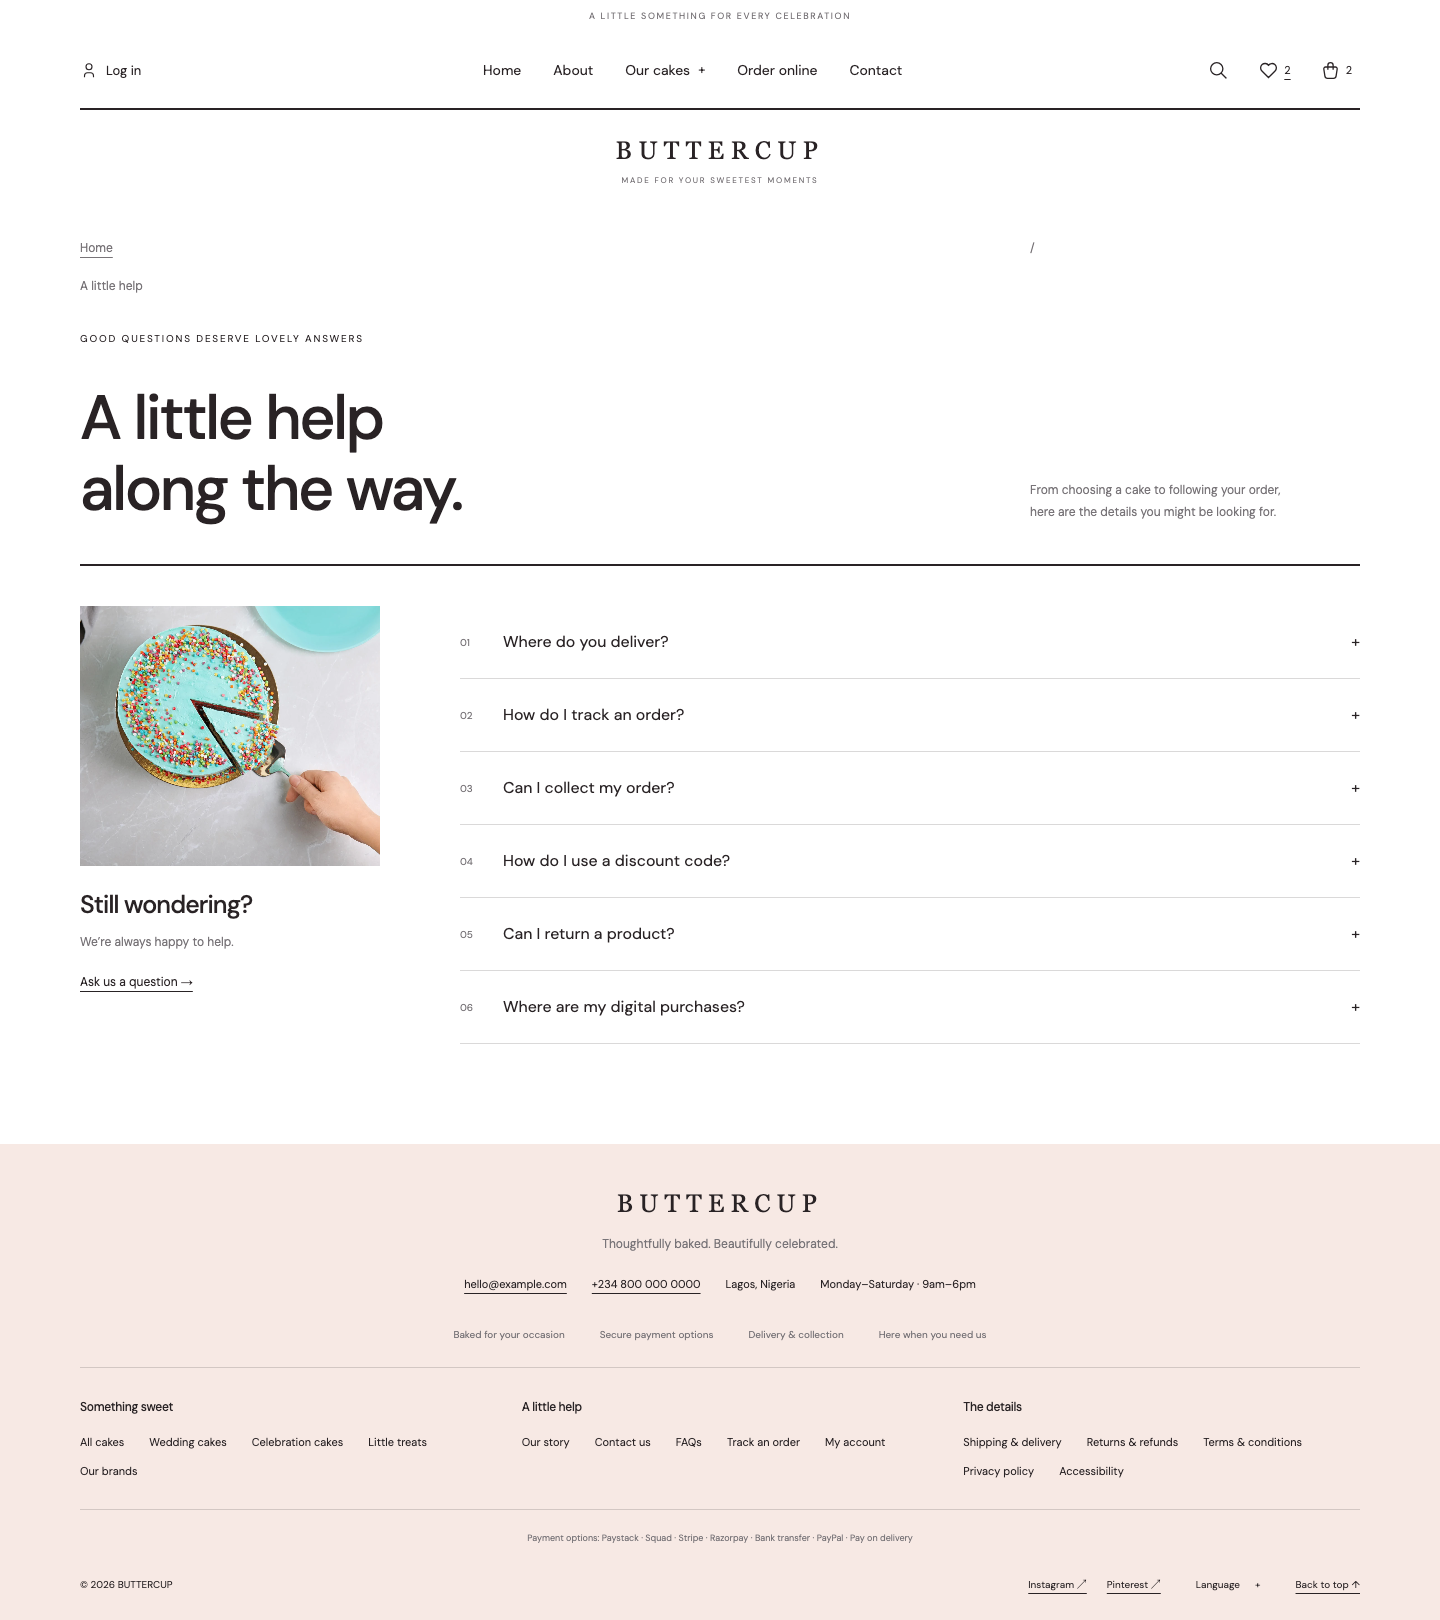 A LITTLE SOMETHING FOR EVERY CELEBRATION
Log in
Home About Our cakes + Order online Contact
2 2
BUTTERCUP
MADE FOR YOUR SWEETEST MOMENTS
Home /
A little help
GOOD QUESTIONS DESERVE LOVELY ANSWERS
A little help
along the way.
From choosing a cake to following your order,
here are the details you might be looking for.
01 Where do you deliver? +
02 How do I track an order? +
03 Can I collect my order? +
04 How do I use a discount code? +
05 Can I return a product? +
06 Where are my digital purchases? +
Still wondering?
We're always happy to help.
Ask us a question →
BUTTERCUP
Thoughtfully baked. Beautifully celebrated.
hello@example.com +234 800 000 0000 Lagos, Nigeria Monday–Saturday · 9am–6pm
Baked for your occasion Secure payment options Delivery & collection Here when you need us
Something sweet
All cakes Wedding cakes Celebration cakes Little treats
Our brands
A little help
Our story Contact us FAQs Track an order My account
The details
Shipping & delivery Returns & refunds Terms & conditions
Privacy policy Accessibility
Payment options: Paystack · Squad · Stripe · Razorpay · Bank transfer · PayPal · Pay on delivery
© 2026 BUTTERCUP
Instagram ↗ Pinterest ↗ Language + Back to top ↑